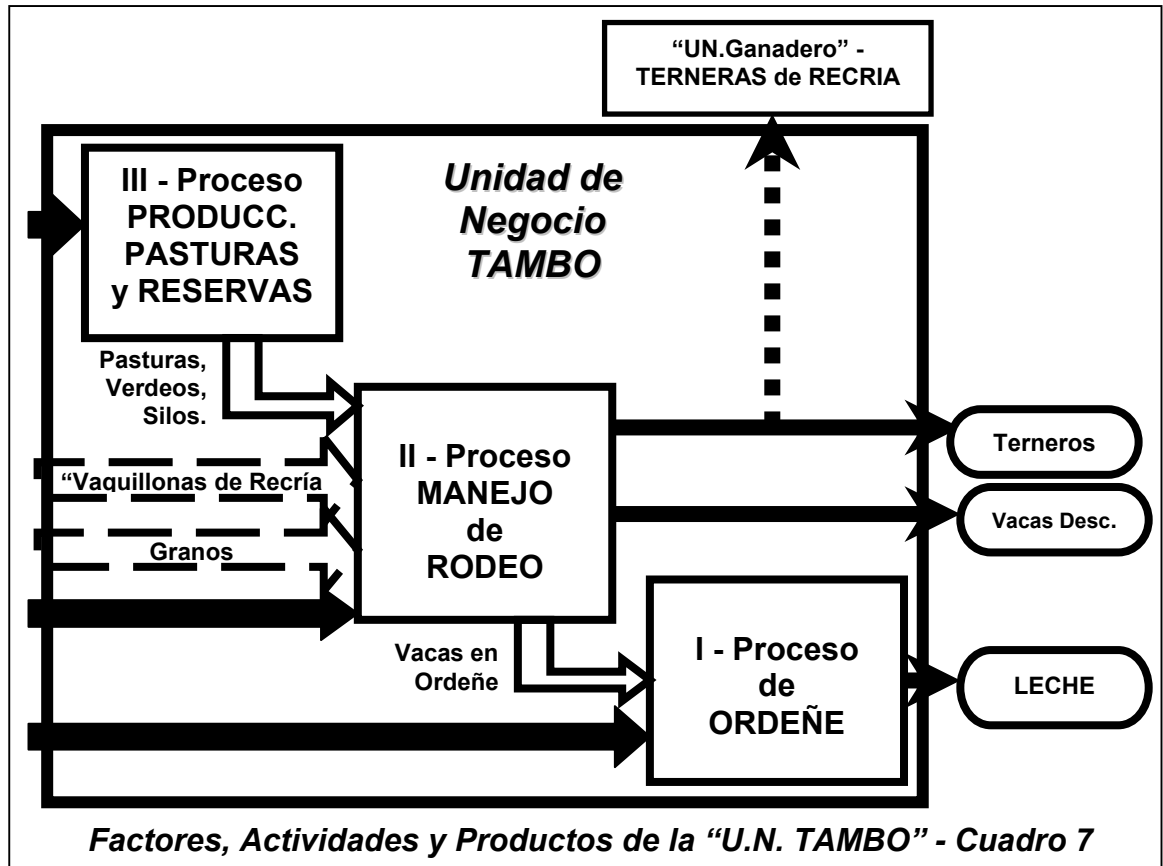 “UN.Ganadero” -
TERNERAS de RECRIA
III - Proceso
PRODUCC.
PASTURAS
y RESERVAS
Unidad de
Negocio
TAMBO
Pasturas,
Verdeos,
Silos.
“Vaquillonas de Recría
Granos
II - Proceso
MANEJO
de
RODEO
Terneros
Vacas Desc.
Vacas en
Ordeñe
I - Proceso
de
ORDEÑE
LECHE
Factores, Actividades y Productos de la “U.N. TAMBO” - Cuadro 7